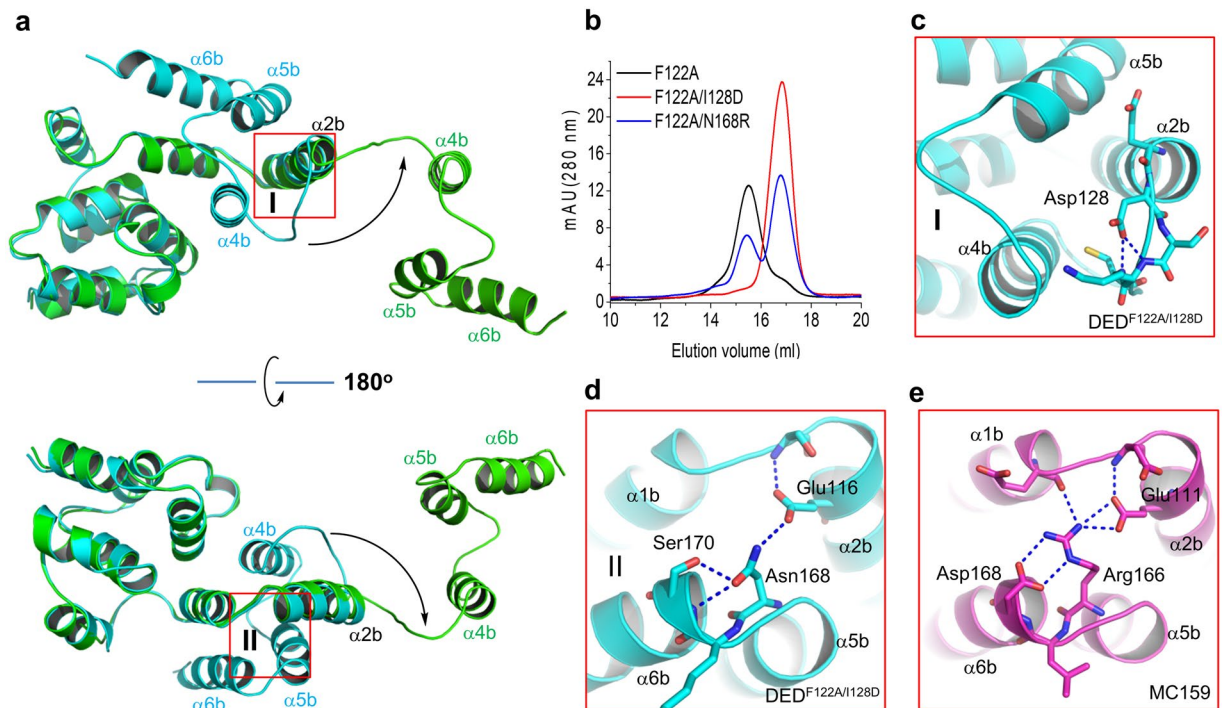 a
α6b
α5b
α2b
α4b
I
α4b
α5b
α6b
180°
α6b
α5b
α4b
α2b
α4b
II
α6b
α5b
b
F122A
F122A/I128D
F122A/N168R
mAU(280 nm)
24
20
16
12
8
4
0
10
12
14
16
18
20
Elution volume (ml)
c
α5b
α2b
Asp128
I
α4b
DED^F122A/I128D
d
α1b
Glu116
α2b
II
Ser170
Asn168
α5b
α6b
DED^F122A/I128D
e
α1b
Glu111
α2b
Asp168
Arg166
α5b
α6b
MC159